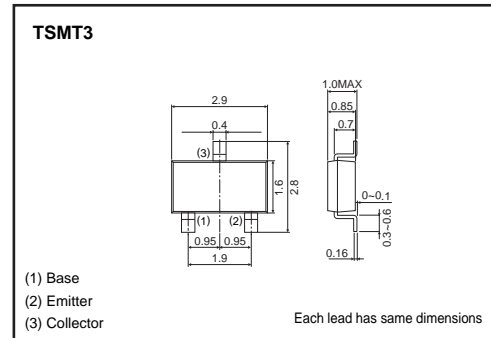 TSMT3
1.0MAX
2.9
0.85
0.4
0.7
(3)
1.6
2.8
0~0.1
(1)
(2)
0.3~0.6
0.95
0.95
0.16
1.9
(1) Base
(2) Emitter
(3) Collector
Each lead has same dimensions